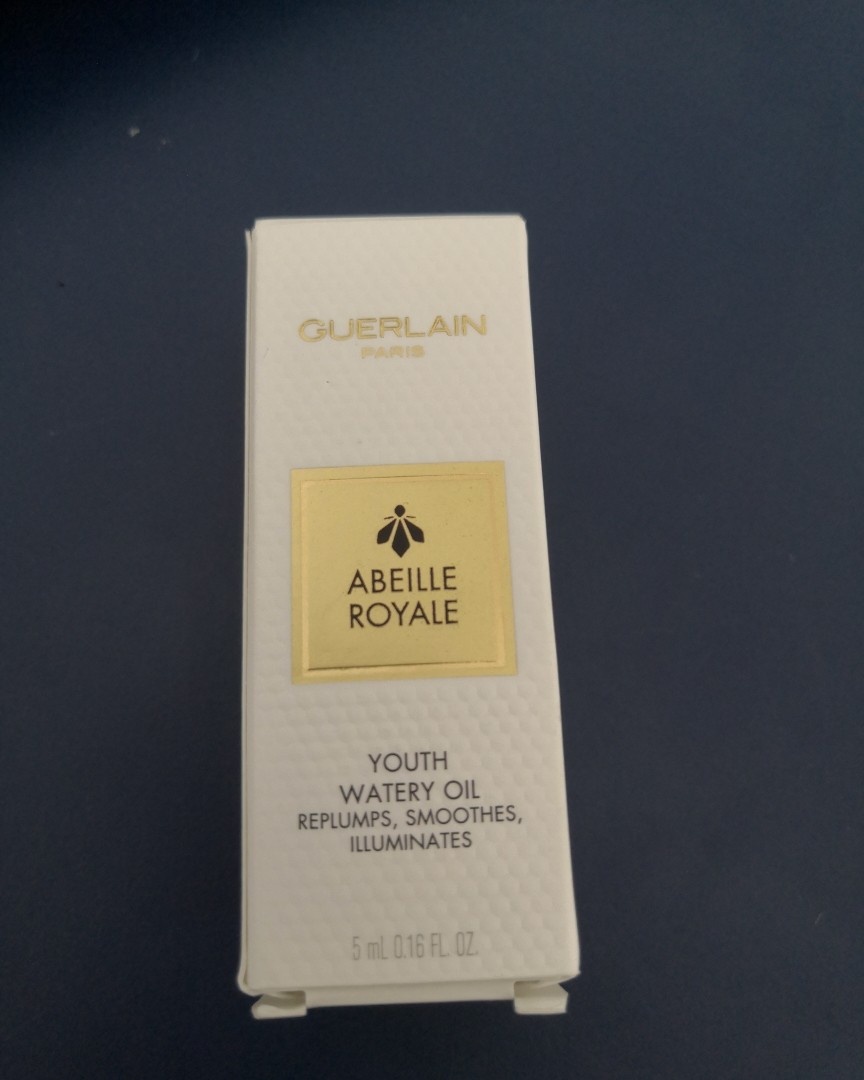 GUERLAIN
PARIS
ABEILLE
ROYALE
YOUTH
WATERY OIL
REPLUMPS, SMOOTHES,
ILLUMINATES
5 mL 0.16 FL. OZ.